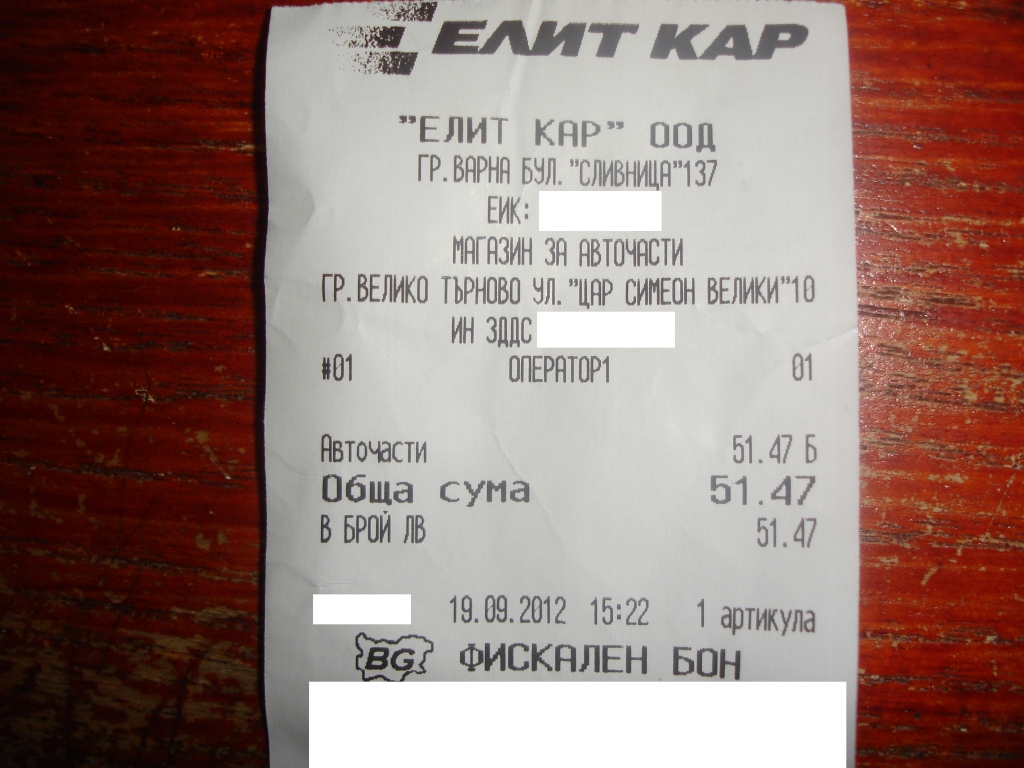 ЕЛИТ КАР
"ЕЛИТ КАР" ООД
ГР.ВАРНА БУЛ."СЛИВНИЦА"137
ЕИК:
МАГАЗИН ЗА АВТОЧАСТИ
ГР.ВЕЛИКО ТЪРНОВО УЛ."ЦАР СИМЕОН ВЕЛИКИ"10
ИН ЗДДС
#01 ОПЕРАТОР1 01
Авточасти 51.47 Б
Обща сума 51.47
В БРОЙ ЛВ 51.47
19.09.2012 15:22 1 артикула
BG ФИСКАЛЕН БОН